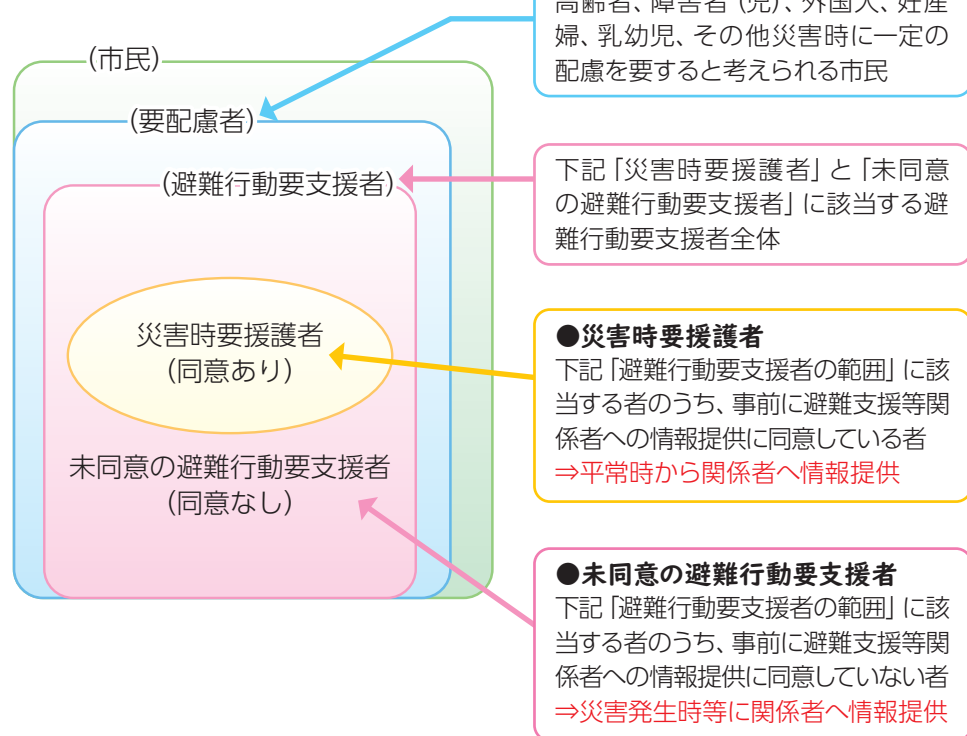 高齢者、障害者（児）、外国人、妊産
婦、乳幼児、その他災害時に一定の
配慮を要すると考えられる市民
(市民)
(要配慮者)
(避難行動要支援者)
下記「災害時要援護者」と「未同意
の避難行動要支援者」に該当する避
難行動要支援者全体
災害時要援護者
(同意あり)
●災害時要援護者
下記「避難行動要支援者の範囲」に該
当する者のうち、事前に避難支援等関
係者への情報提供に同意している者
⇒平常時から関係者へ情報提供
未同意の避難行動要支援者
(同意なし)
●未同意の避難行動要支援者
下記「避難行動要支援者の範囲」に該
当する者のうち、事前に避難支援等関
係者への情報提供に同意していない者
⇒災害発生時等に関係者へ情報提供